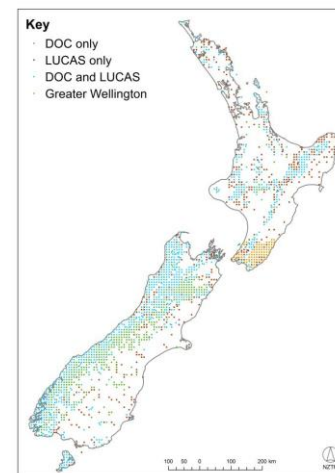 Key
DOC only
LUCAS only
DOC and LUCAS
Greater Wellington
100 50 0 100 200 km